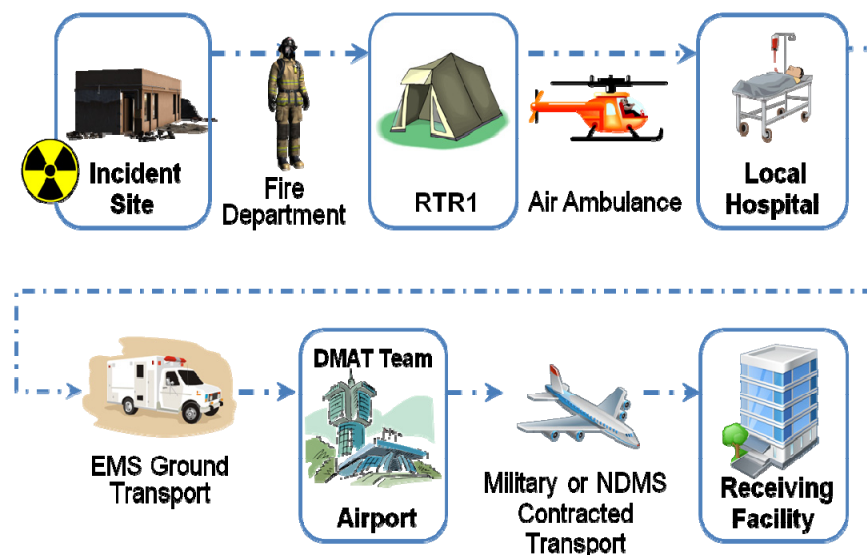 Incident
Site
Fire
Department
RTR1
Air Ambulance
Local
Hospital
EMS Ground
Transport
DMAT Team
Airport
Military or NDMS
Contracted
Transport
Receiving
Facility